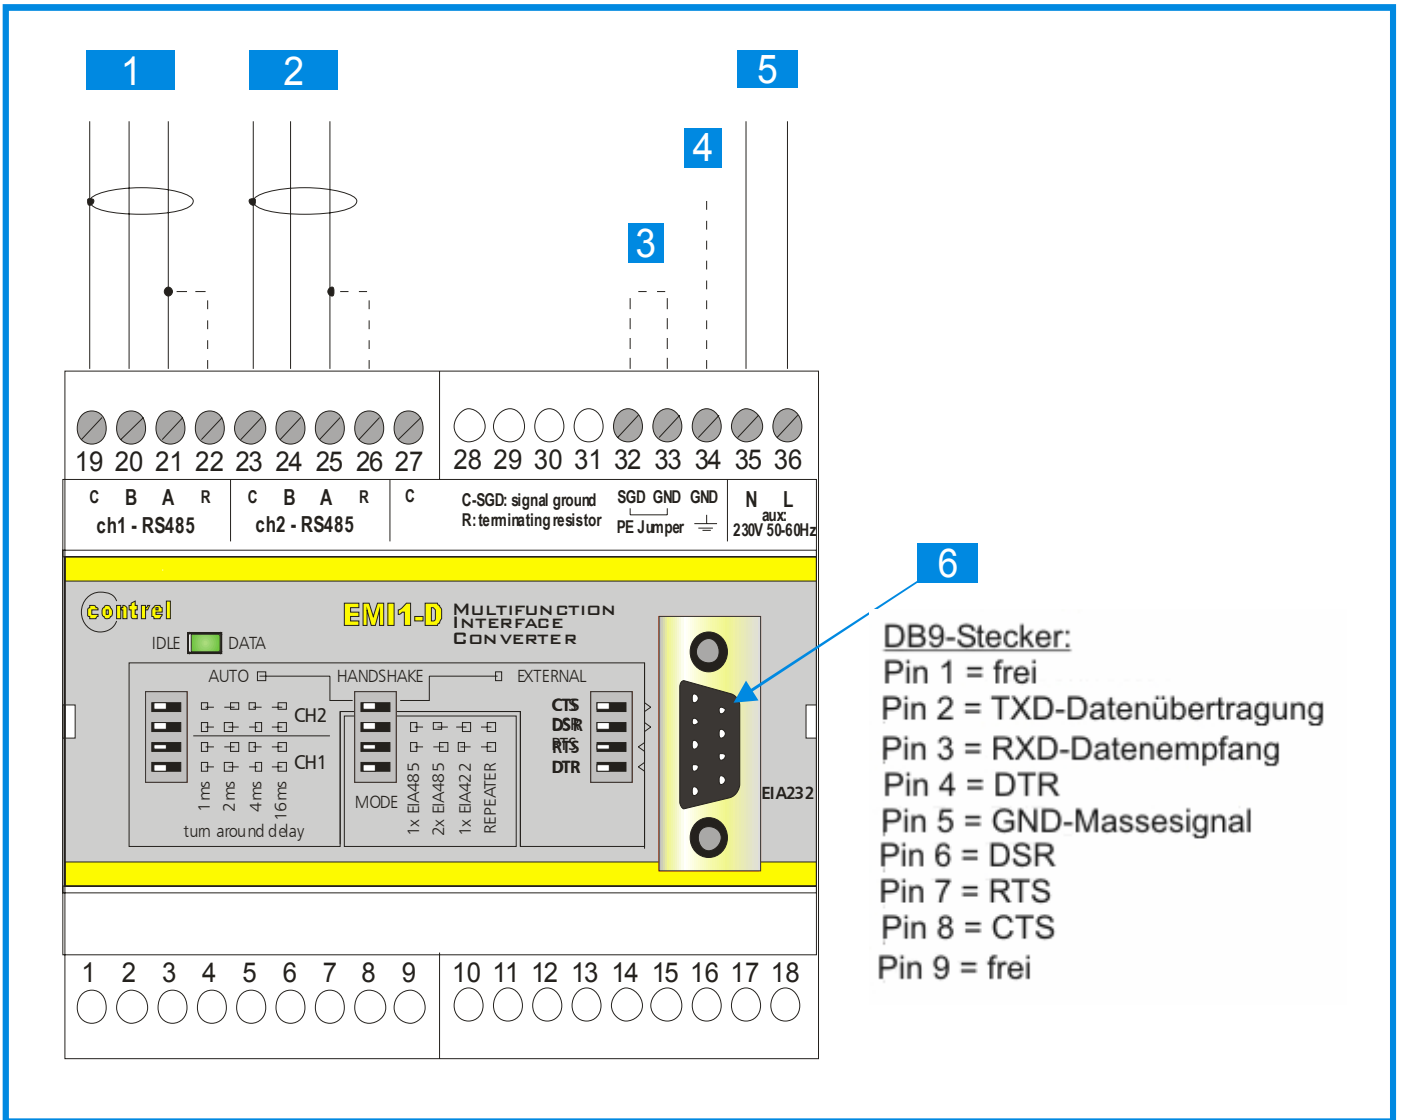 1 2 5
4
3
19 20 21 22 23 24 25 26 27 28 29 30 31 32 33 34 35 36
C B A R C B A R C C-SGD: signal ground SGD GND GND N L
ch1 - RS485 ch2 - RS485 R: terminating resistor PE Jumper aux:
230V 50-60Hz
6
contrel
EMI1-D MULTIFUNCTION
INTERFACE
CONVERTER
IDLE DATA
AUTO HANDSHAKE EXTERNAL
CH2
CH1
1 ms
2 ms
4 ms
16 ms
turn around delay
MODE
1x EIA485
2x EIA485
1x EIA422
REPEATER
CTS
DSR
RTS
DTR
EIA232
DB9-Stecker:
Pin 1 = frei
Pin 2 = TXD-Datenübertragung
Pin 3 = RXD-Datenempfang
Pin 4 = DTR
Pin 5 = GND-Massesignal
Pin 6 = DSR
Pin 7 = RTS
Pin 8 = CTS
Pin 9 = frei
1 2 3 4 5 6 7 8 9 10 11 12 13 14 15 16 17 18